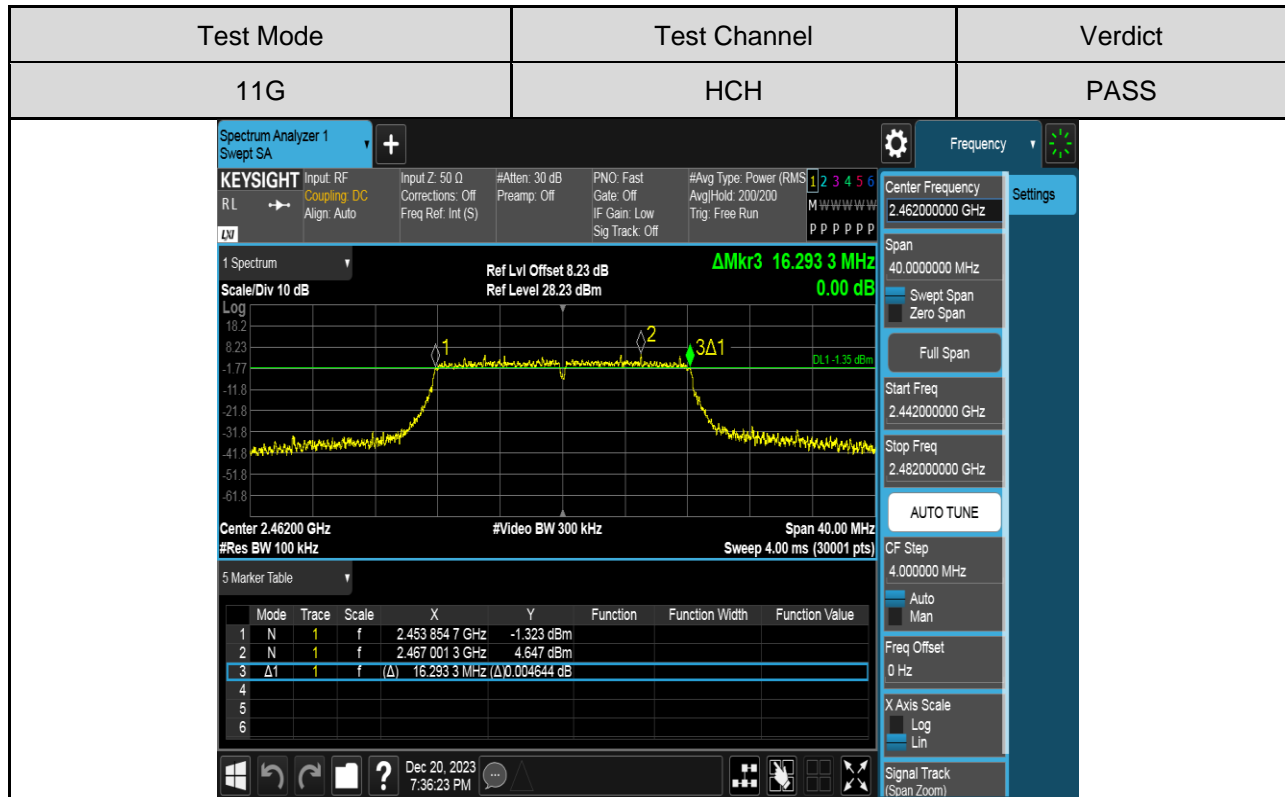 Test Mode Test Channel Verdict
11G HCH PASS
Spectrum Analyzer 1
Swept SA
+
Frequency
KEYSIGHT
RL
LXI
Input: RF
Coupling: DC
Align: Auto
Input Z: 50 Ω
Corrections: Off
Freq Ref: Int (S)
#Atten: 30 dB
Preamp: Off
PNO: Fast
Gate: Off
IF Gain: Low
Sig Track: Off
#Avg Type: Power (RMS
Avg|Hold: 200/200
Trig: Free Run
1 2 3 4 5 6
M W W W W W
P P P P P P
1 Spectrum
Scale/Div 10 dB
Ref Lvl Offset 8.23 dB
Ref Level 28.23 dBm
ΔMkr3 16.293 3 MHz
0.00 dB
Log
18.2
8.23
-1.77
-11.8
-21.8
-31.8
-41.8
-51.8
-61.8
1
2
3Δ1
DL1 -1.35 dBm
Center 2.46200 GHz
#Res BW 100 kHz
#Video BW 300 kHz
Span 40.00 MHz
Sweep 4.00 ms (30001 pts)
5 Marker Table
Mode Trace Scale X Y Function Function Width Function Value
1 N 1 f 2.453 854 7 GHz -1.323 dBm
2 N 1 f 2.467 001 3 GHz 4.647 dBm
3 Δ1 1 f (Δ) 16.293 3 MHz (Δ)0.004644 dB
4
5
6
?
Dec 20, 2023
7:36:23 PM
Settings
Center Frequency
2.462000000 GHz
Span
40.0000000 MHz
Swept Span
Zero Span
Full Span
Start Freq
2.442000000 GHz
Stop Freq
2.482000000 GHz
AUTO TUNE
CF Step
4.000000 MHz
Auto
Man
Freq Offset
0 Hz
X Axis Scale
Log
Lin
Signal Track
(Span Zoom)